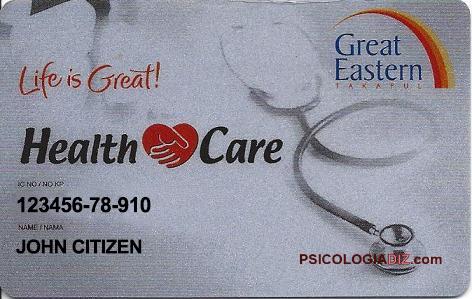 Life is Great!
Great
Eastern
TAKAFUL
Health Care
IC NO / NO KP
123456-78-910
NAME / NAMA
JOHN CITIZEN
PSICOLOGIADIZ.com